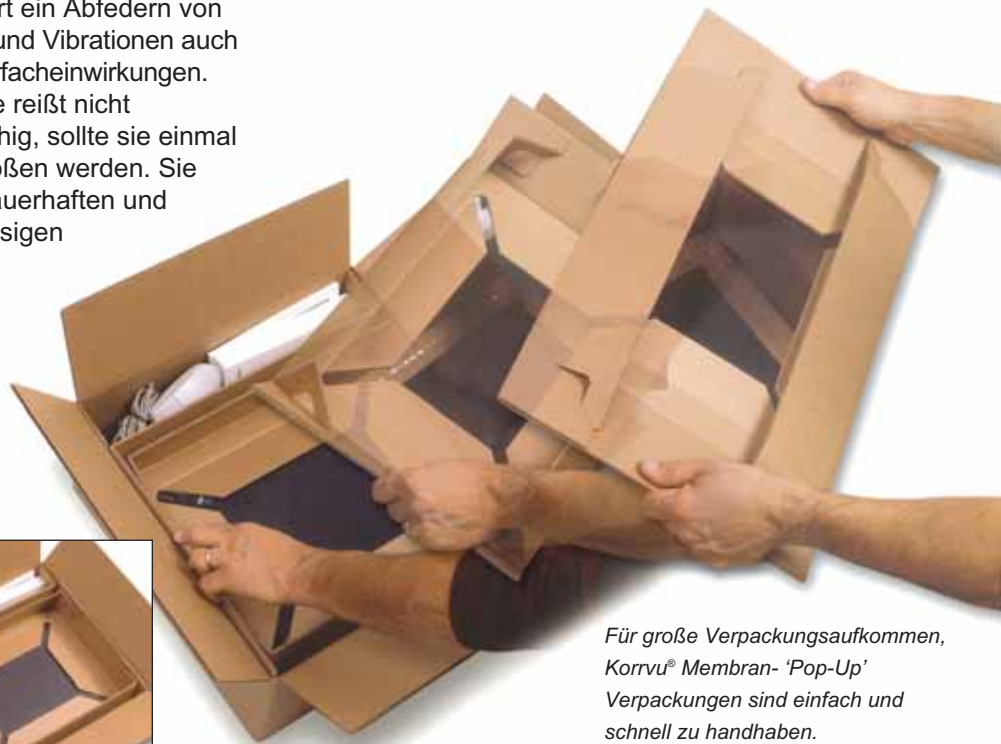 rt ein Abfedern von
und Vibrationen auch
facheinwirkungen.
e reißt nicht
hig, sollte sie einmal
oßen werden. Sie
auerhaften und
sigen
Für große Verpackungsaufkommen,
Korrvu® Membran- ‘Pop-Up’
Verpackungen sind einfach und
schnell zu handhaben.